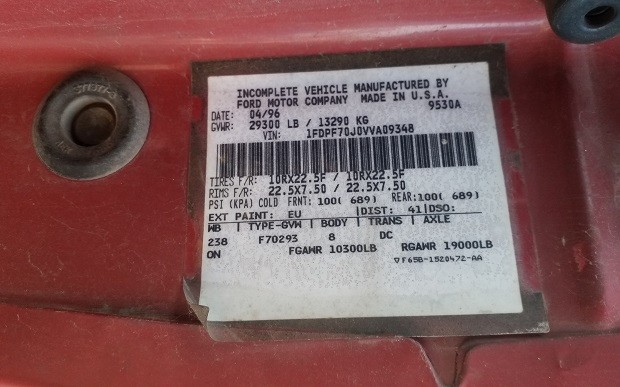 INCOMPLETE VEHICLE MANUFACTURED BY
FORD MOTOR COMPANY MADE IN U.S.A.
DATE: 04/96 9530A
GVWR: 29300 LB / 13290 KG
VIN: 1FDPF70J0VVA09348
TIRES F/R: 10RX22.5F / 10RX22.5F
RIMS F/R: 22.5X7.50 / 22.5X7.50
PSI (KPA) COLD FRNT: 100( 689) REAR:100( 689)
EXT PAINT: EU |DIST: 41|DSO:
WB | TYPE-GVW | BODY | TRANS | AXLE
238 F70293 8 DC
ON FGAWR 10300LB RGAWR 19000LB
▽F65B-1520472-AA